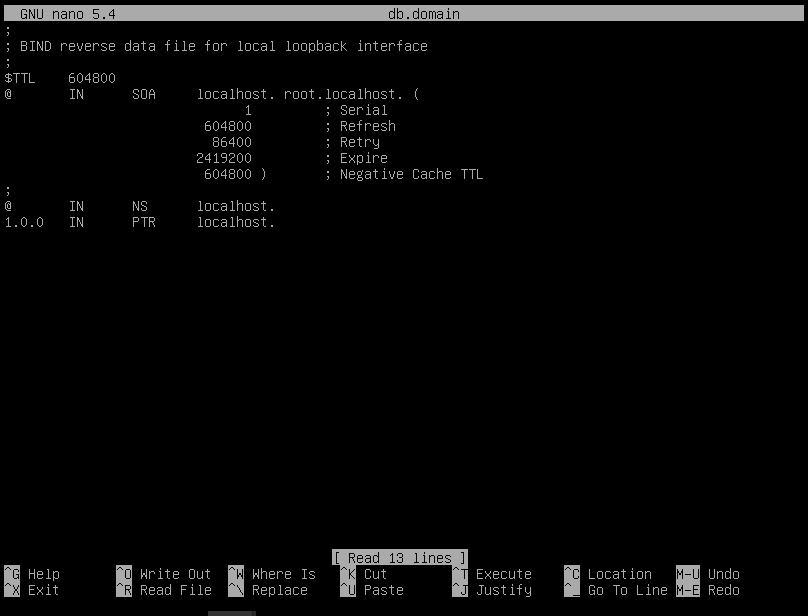 GNU nano 5.4 db.domain
;
; BIND reverse data file for local loopback interface
;
$TTL 604800
@ IN SOA localhost. root.localhost. (
1 ; Serial
604800 ; Refresh
86400 ; Retry
2419200 ; Expire
604800 ) ; Negative Cache TTL
;
@ IN NS localhost.
1.0.0 IN PTR localhost.
[ Read 13 lines ]
^G Help ^O Write Out ^W Where Is ^K Cut ^T Execute ^C Location M-U Undo
^X Exit ^R Read File ^\ Replace ^U Paste ^J Justify ^_ Go To Line M-E Redo